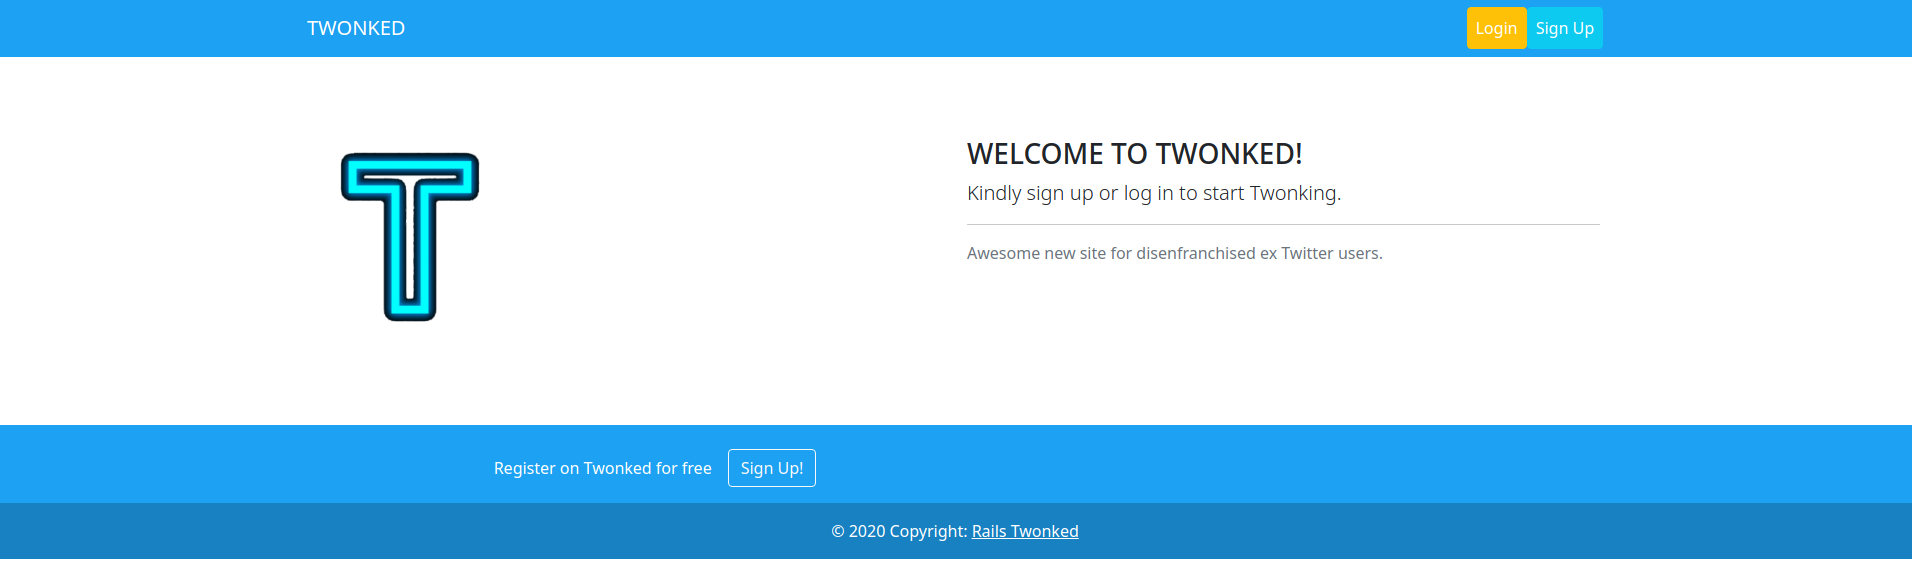 TWONKED
Login
Sign Up
T
WELCOME TO TWONKED!
Kindly sign up or log in to start Twonking.
Awesome new site for disenfranchised ex Twitter users.
Register on Twonked for free
Sign Up!
© 2020 Copyright: Rails Twonked